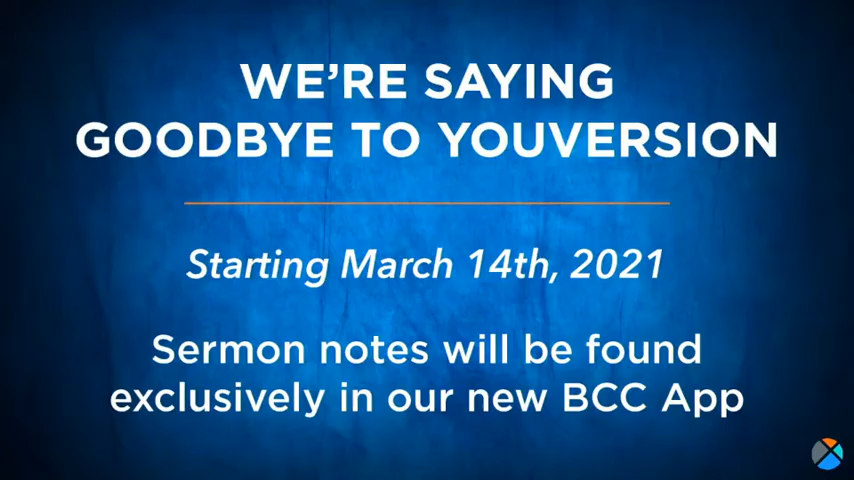 WE’RE SAYING
GOODBYE TO YOUVERSION
Starting March 14th, 2021
Sermon notes will be found
exclusively in our new BCC App